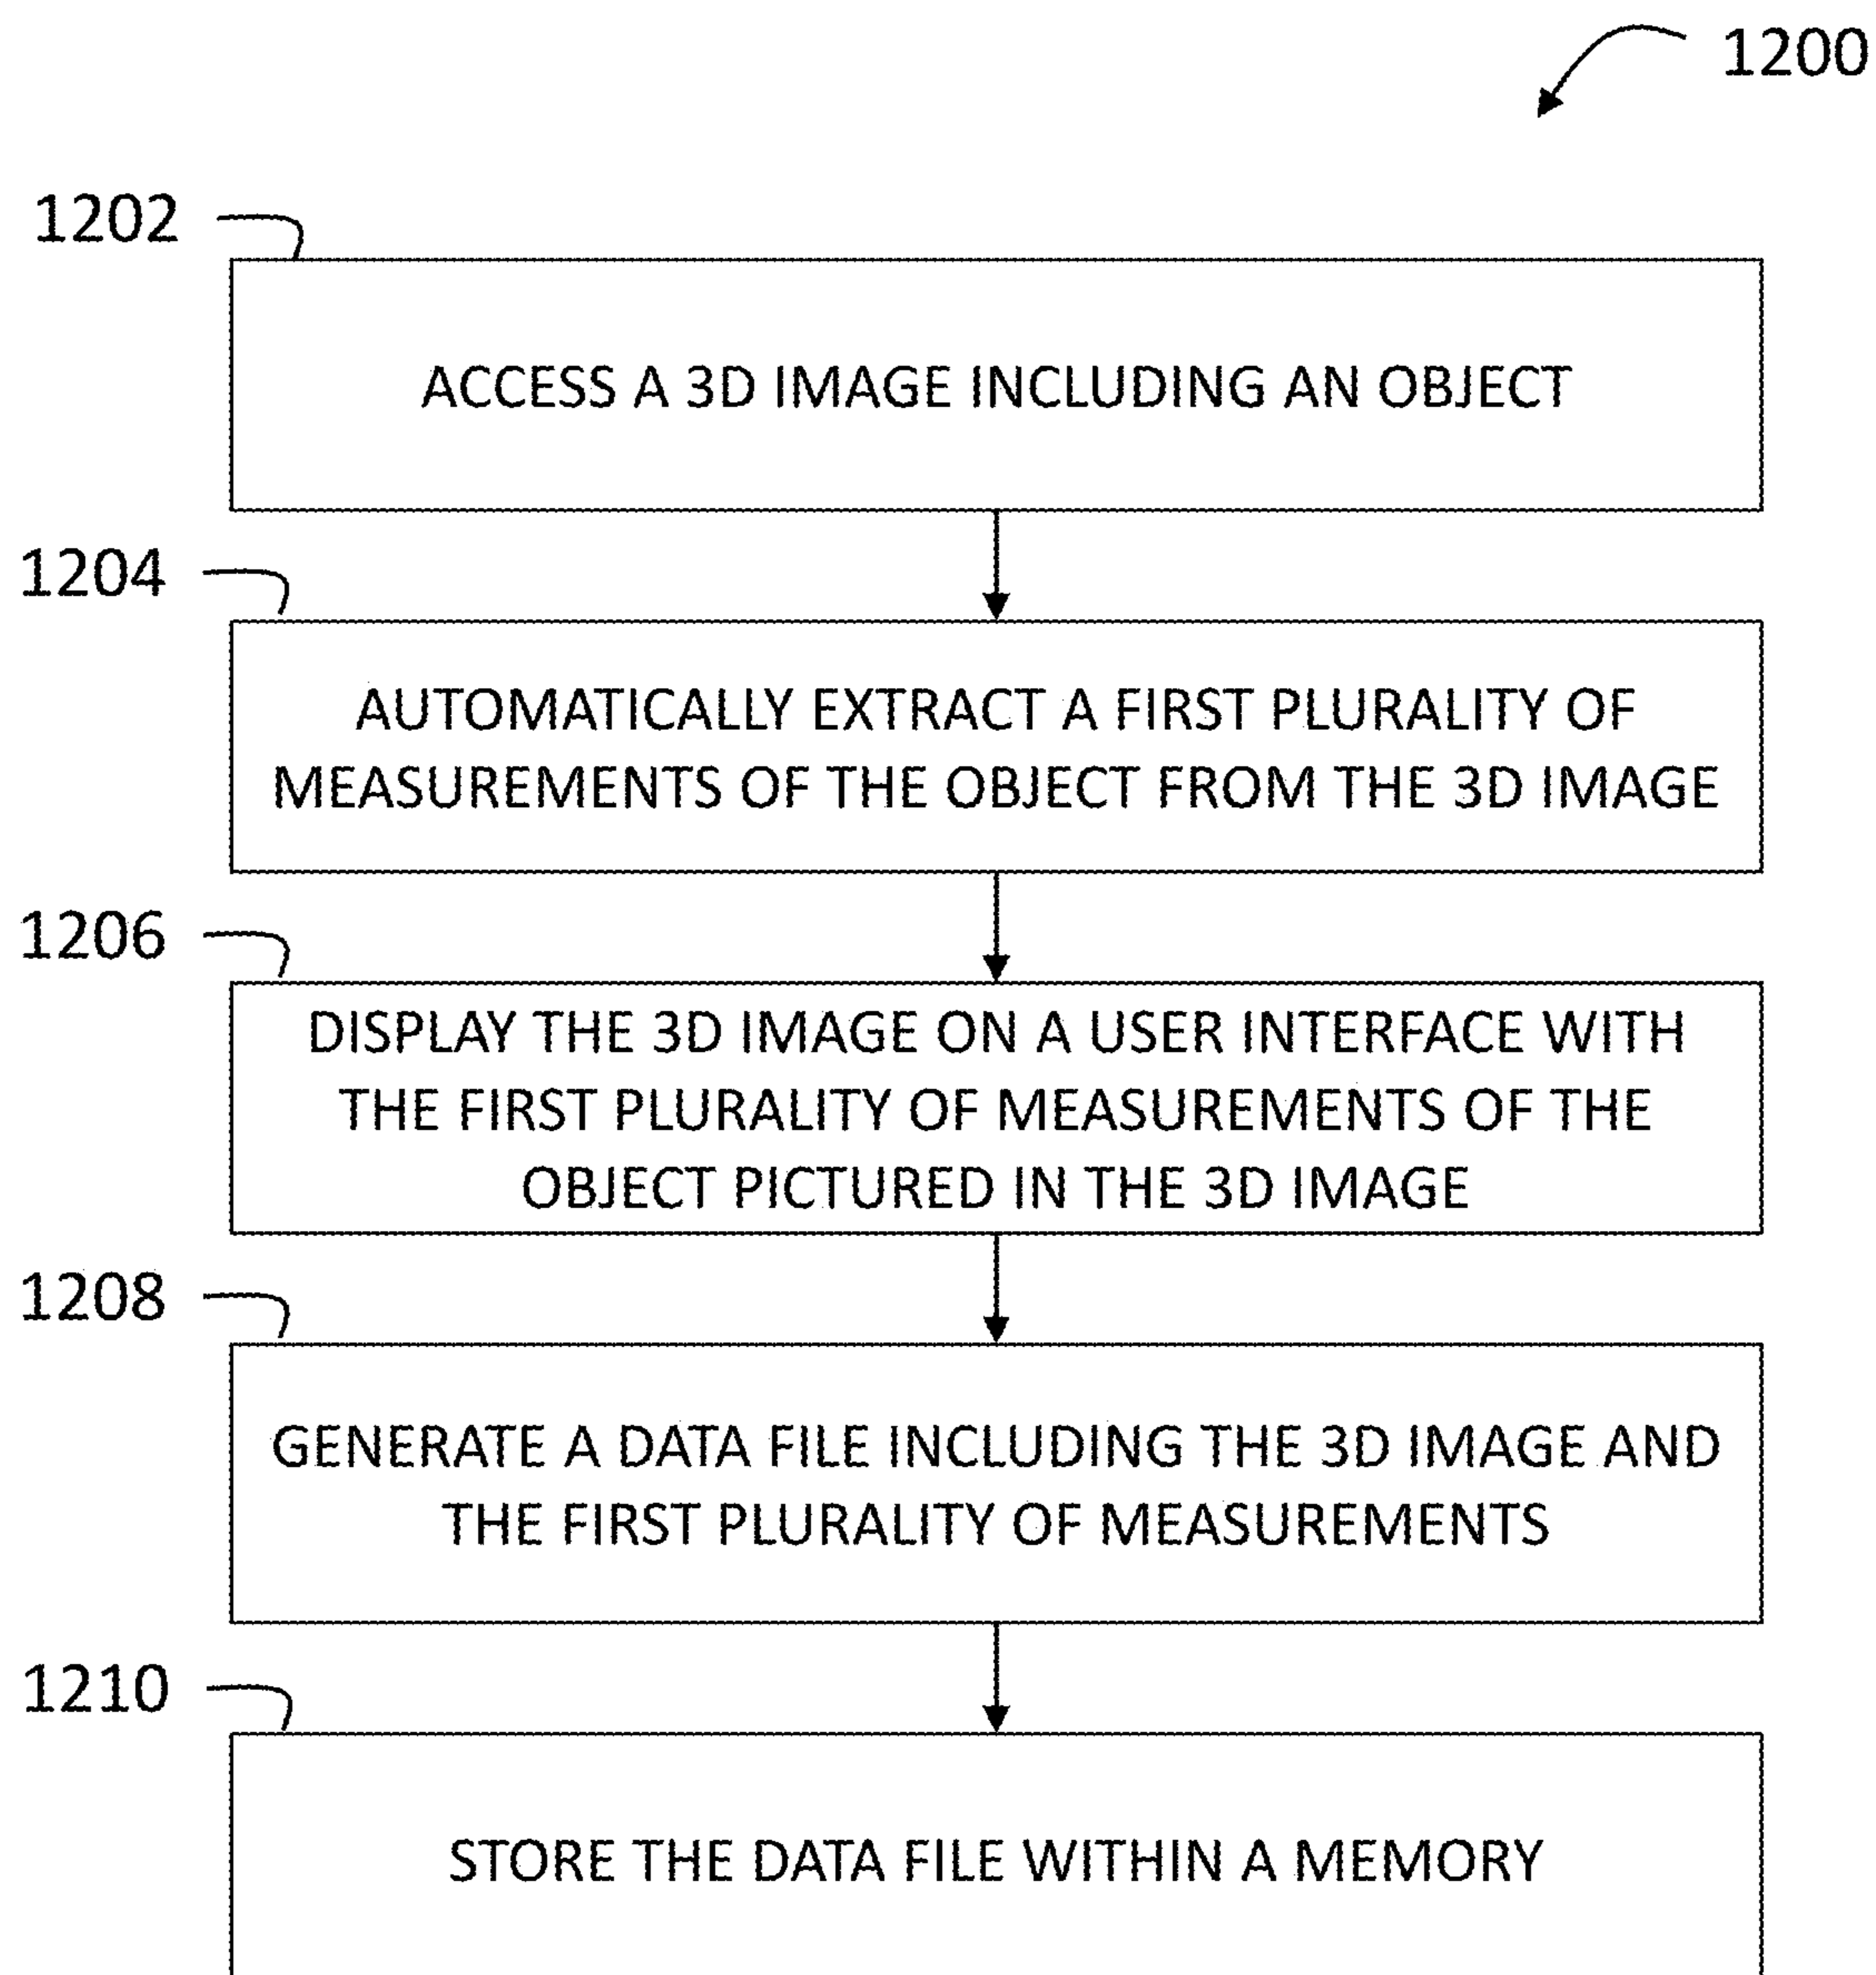 1200
1202
ACCESS A 3D IMAGE INCLUDING AN OBJECT
1204
AUTOMATICALLY EXTRACT A FIRST PLURALITY OF
MEASUREMENTS OF THE OBJECT FROM THE 3D IMAGE
1206
DISPLAY THE 3D IMAGE ON A USER INTERFACE WITH
THE FIRST PLURALITY OF MEASUREMENTS OF THE
OBJECT PICTURED IN THE 3D IMAGE
1208
GENERATE A DATA FILE INCLUDING THE 3D IMAGE AND
THE FIRST PLURALITY OF MEASUREMENTS
1210
STORE THE DATA FILE WITHIN A MEMORY